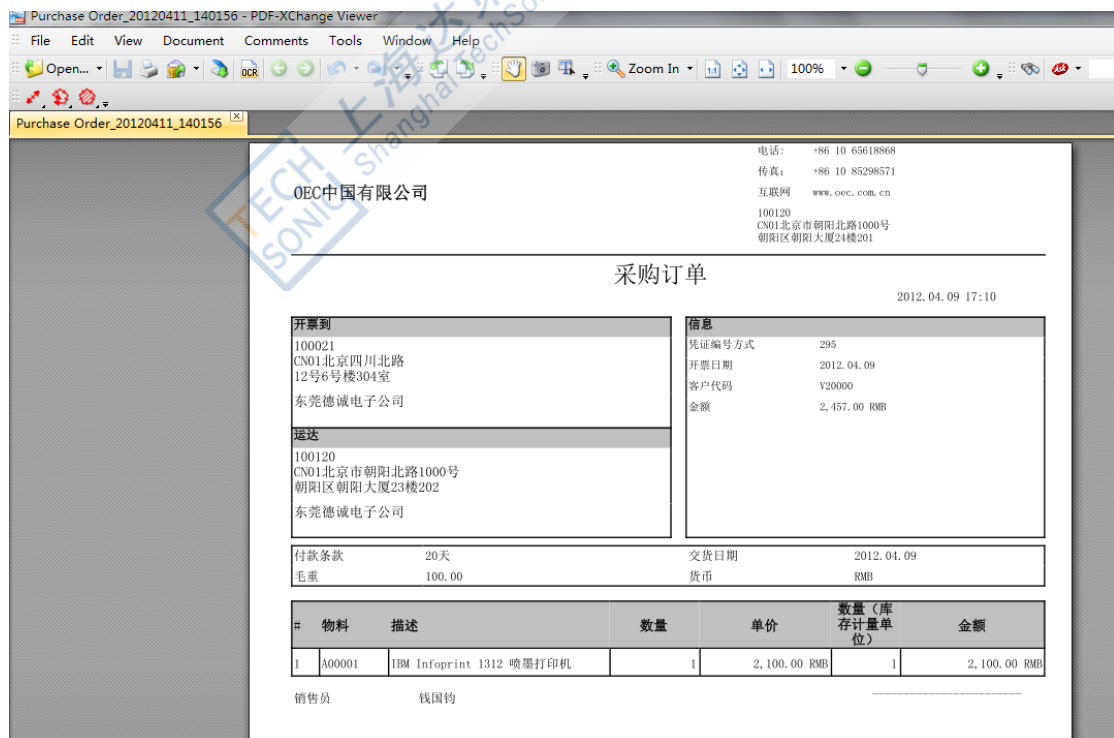 Purchase Order_20120411_140156 - PDF-XChange Viewer
File Edit View Document Comments Tools Window Help
Open... OCR Zoom In 1:1 100%
Purchase Order_20120411_140156
TECH SONIC
上海达
Shanghai TechSo
电话: +86 10 65618868
传真: +86 10 85298571
OEC中国有限公司
互联网 www.oec.com.cn
100120
CN01北京市朝阳北路1000号
朝阳区朝阳大厦24楼201
采购订单
2012.04.09 17:10
开票到
100021
CN01北京四川北路
12号6号楼304室
东莞德诚电子公司
运达
100120
CN01北京市朝阳北路1000号
朝阳区朝阳大厦23楼202
东莞德诚电子公司
信息
凭证编号方式 295
开票日期 2012.04.09
客户代码 V20000
金额 2,457.00 RMB
付款条款 20天 交货日期 2012.04.09
毛重 100.00 货币 RMB
# 物料 描述 数量 单价 数量（库存计量单位） 金额
1 A00001 IBM Infoprint 1312 喷墨打印机 1 2,100.00 RMB 1 2,100.00 RMB
销售员 钱国钧